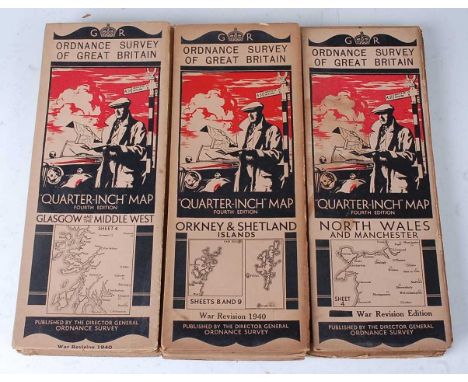 G R
ORDNANCE SURVEY
OF GREAT BRITAIN
"QUARTER-INCH" MAP
FOURTH EDITION
GLASGOW AND THE MIDDLE WEST
SHEET 4
PUBLISHED BY THE DIRECTOR GENERAL
ORDNANCE SURVEY
War Revision 1940
G R
ORDNANCE SURVEY
OF GREAT BRITAIN
"QUARTER-INCH" MAP
FOURTH EDITION
ORKNEY & SHETLAND
ISLANDS
SHEETS 8 AND 9
War Revision 1940
PUBLISHED BY THE DIRECTOR GENERAL
ORDNANCE SURVEY
G R
ORDNANCE SURVEY
OF GREAT BRITAIN
"QUARTER-INCH" MAP
FOURTH EDITION
NORTH WALES
AND MANCHESTER
SHEET
4
War Revision Edition
PUBLISHED BY THE DIRECTOR GENERAL
ORDNANCE SURVEY